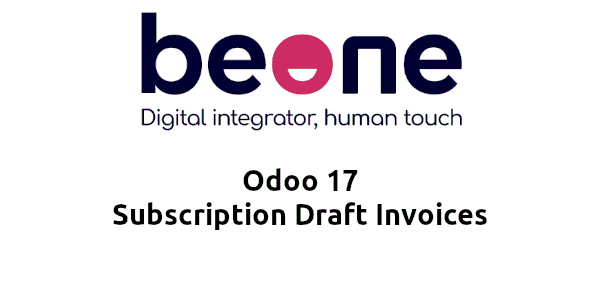 beone
Digital integrator, human touch
Odoo 17
Subscription Draft Invoices